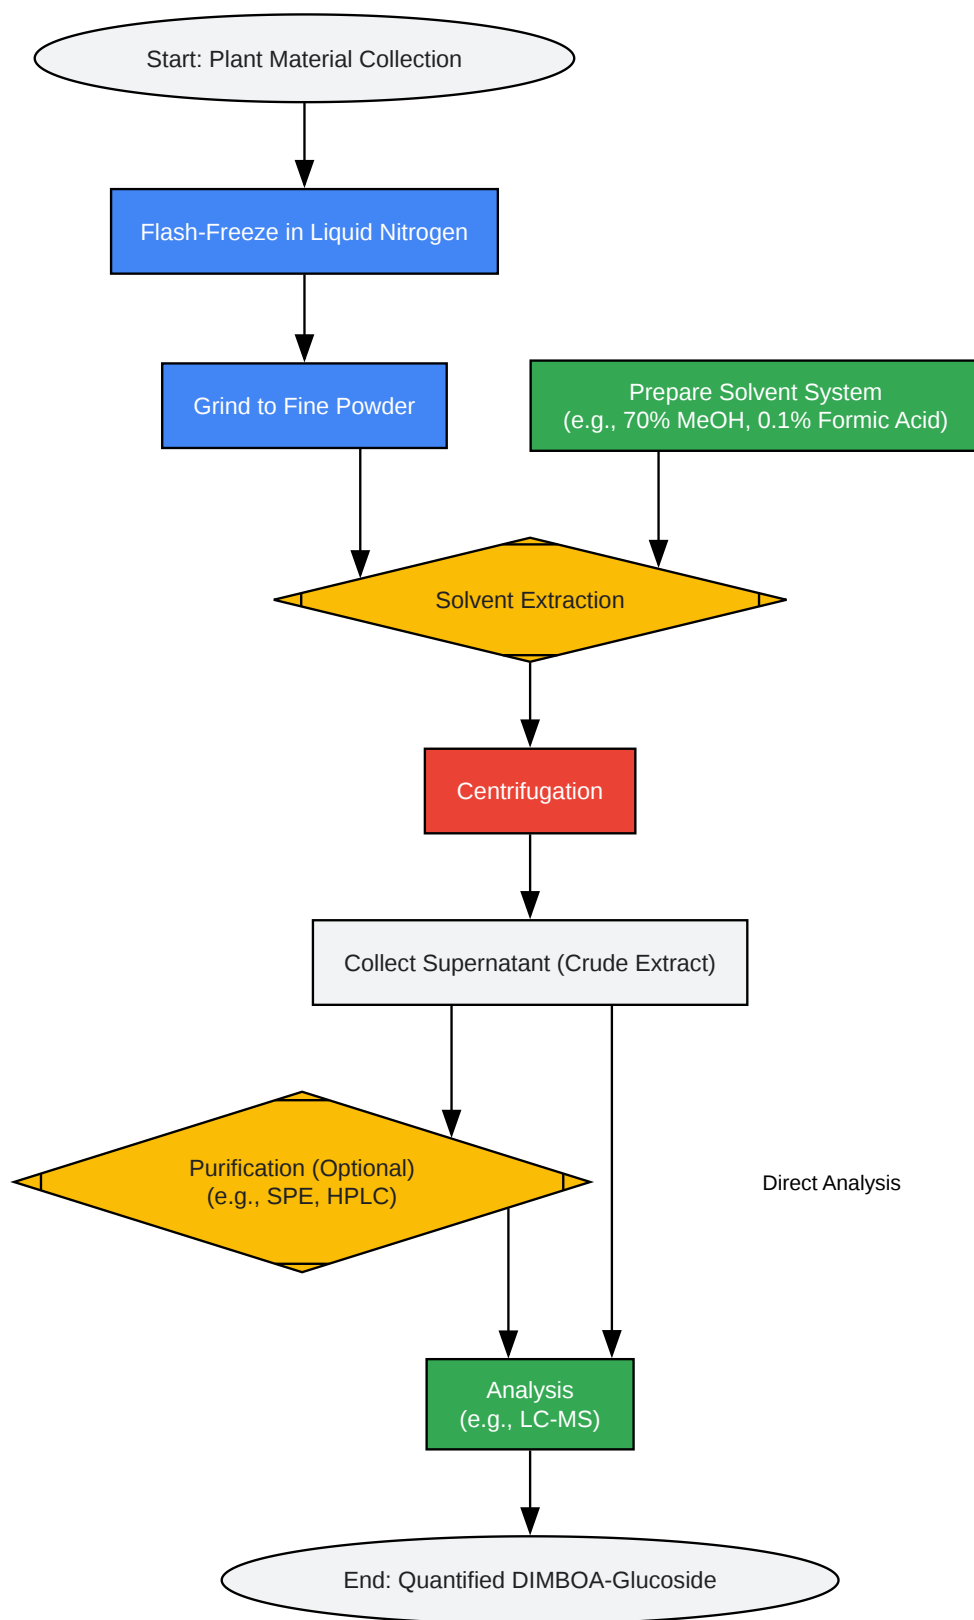 Start: Plant Material Collection
Flash-Freeze in Liquid Nitrogen
Grind to Fine Powder
Prepare Solvent System
(e.g., 70% MeOH, 0.1% Formic Acid)
Solvent Extraction
Centrifugation
Collect Supernatant (Crude Extract)
Purification (Optional)
(e.g., SPE, HPLC)
Direct Analysis
Analysis
(e.g., LC-MS)
End: Quantified DIMBOA-Glucoside